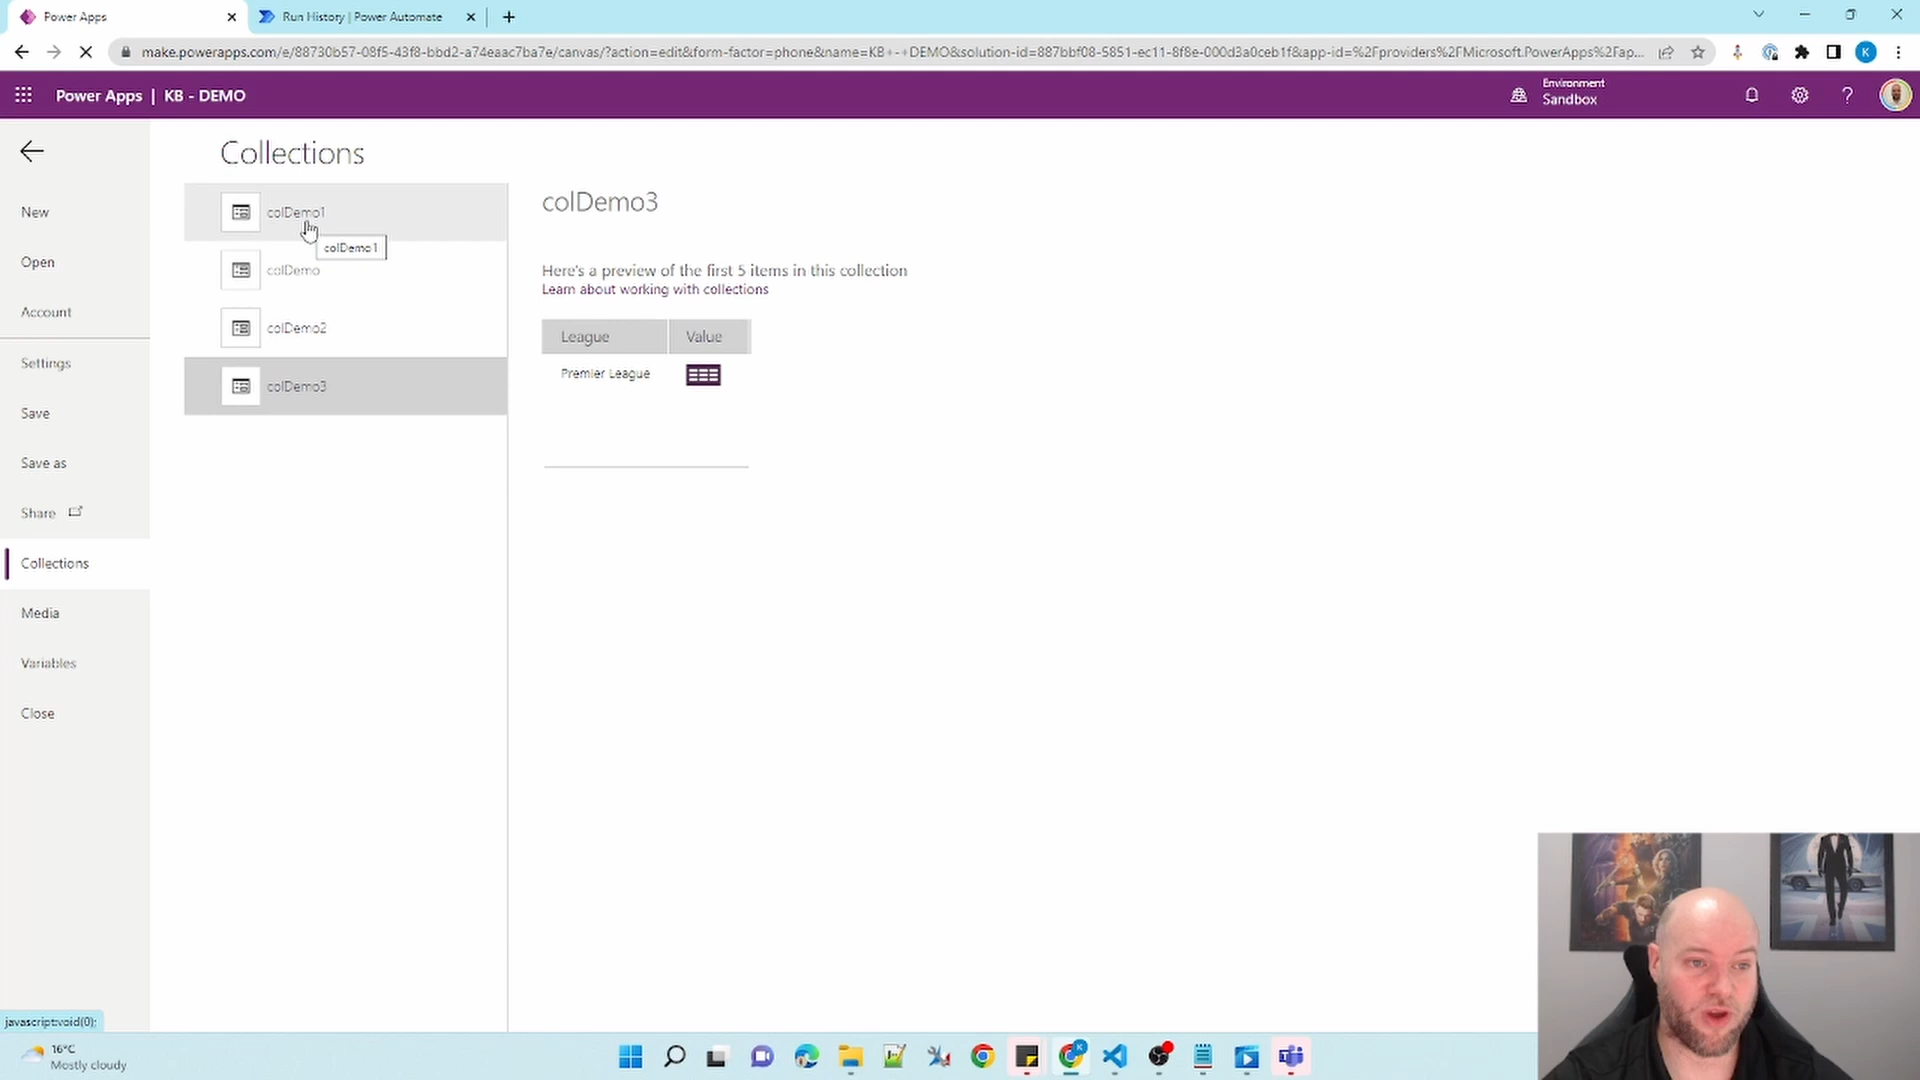 Power Apps
Run History | Power Automate
make.powerapps.com/e/88730b57-08f5-43f8-bbd2-a74eaac7ba7e/canvas/?action=edit&form-factor=phone&name=KB+-+DEMO&solution-id=887bbf08-5851-ec11-8f8e-000d3a0ceb1f&app-id=%2Fproviders%2FMicrosoft.PowerApps%2Fap...
K
Power Apps | KB - DEMO
Environment
Sandbox
?
Collections
New
Open
Account
Settings
Save
Save as
Share
Collections
Media
Variables
Close
colDemo1
colDemo1
colDemo
colDemo2
colDemo3
colDemo3
Here's a preview of the first 5 items in this collection
Learn about working with collections
League Value
Premier League
javascript:void(0);
16°C
Mostly cloudy
K